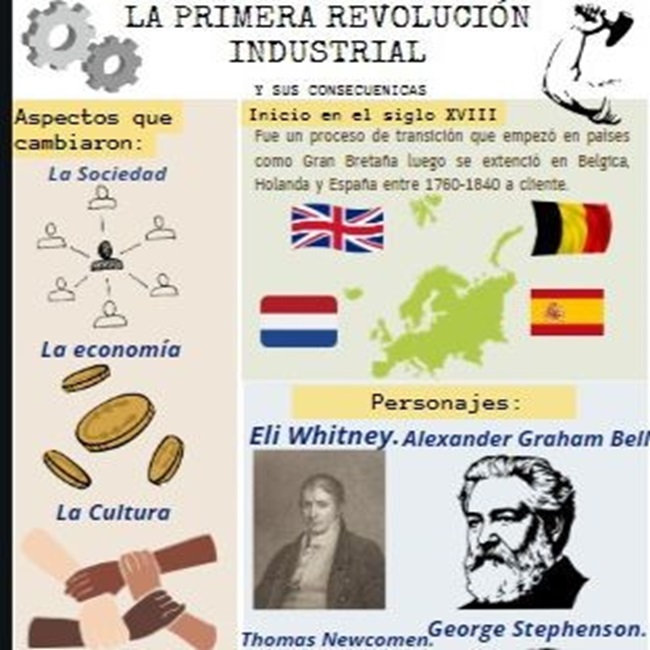 LA PRIMERA REVOLUCIÓN
INDUSTRIAL
Y SUS CONSECUENICAS
Aspectos que
cambiaron:
La Sociedad
La economía
La Cultura
Inicio en el siglo XVIII
Fue un proceso de transición que empezó en países
como Gran Bretaña luego se extenció en Belgica,
Holanda y España entre 1760-1840 a cliente.
Personajes:
Eli Whitney.
Alexander Graham Bell
Thomas Newcomen.
George Stephenson.